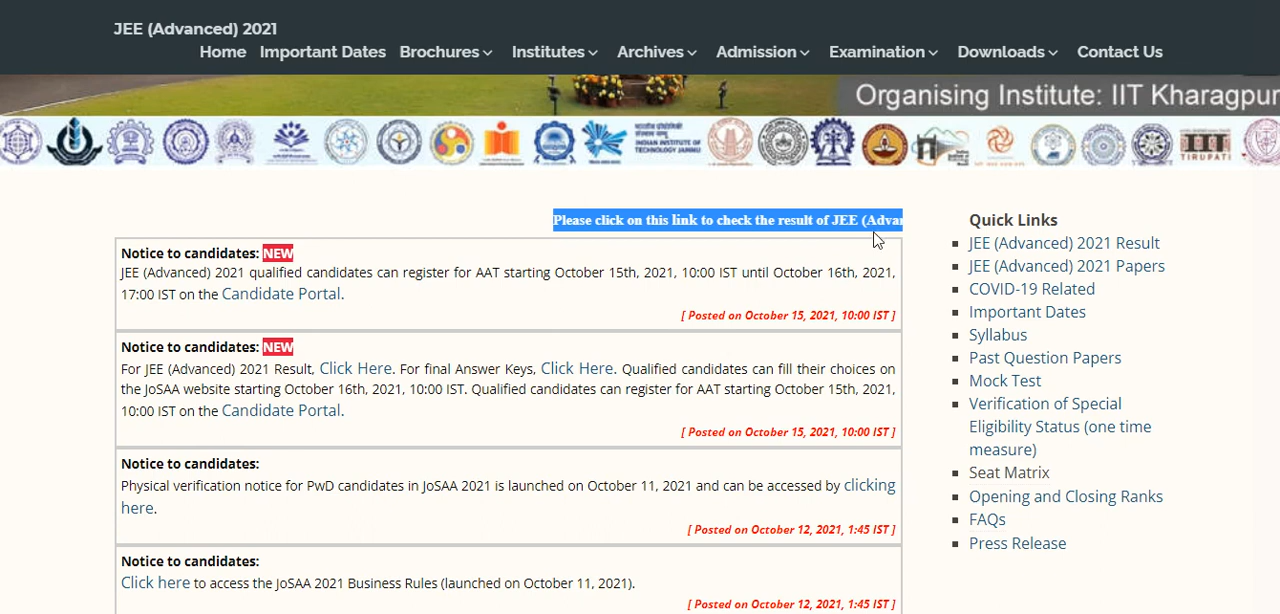 JEE (Advanced) 2021
Home Important Dates Brochures Institutes Archives Admission Examination Downloads Contact Us
Organising Institute: IIT Kharagpur
भारतीय प्रौद्योगिकी संस्थान जम्मू
INDIAN INSTITUTE OF
TECHNOLOGY JAMMU
TIRUPATI
Please click on this link to check the result of JEE (Advan
Notice to candidates: NEW
JEE (Advanced) 2021 qualified candidates can register for AAT starting October 15th, 2021, 10:00 IST until October 16th, 2021,
17:00 IST on the Candidate Portal.
[ Posted on October 15, 2021, 10:00 IST ]
Notice to candidates: NEW
For JEE (Advanced) 2021 Result, Click Here. For final Answer Keys, Click Here. Qualified candidates can fill their choices on
the JoSAA website starting October 16th, 2021, 10:00 IST. Qualified candidates can register for AAT starting October 15th, 2021,
10:00 IST on the Candidate Portal.
[ Posted on October 15, 2021, 10:00 IST ]
Notice to candidates:
Physical verification notice for PwD candidates in JoSAA 2021 is launched on October 11, 2021 and can be accessed by clicking
here.
[ Posted on October 12, 2021, 1:45 IST ]
Notice to candidates:
Click here to access the JoSAA 2021 Business Rules (launched on October 11, 2021).
[ Posted on October 12, 2021, 1:45 IST ]
Quick Links
JEE (Advanced) 2021 Result
JEE (Advanced) 2021 Papers
COVID-19 Related
Important Dates
Syllabus
Past Question Papers
Mock Test
Verification of Special
Eligibility Status (one time
measure)
Seat Matrix
Opening and Closing Ranks
FAQs
Press Release